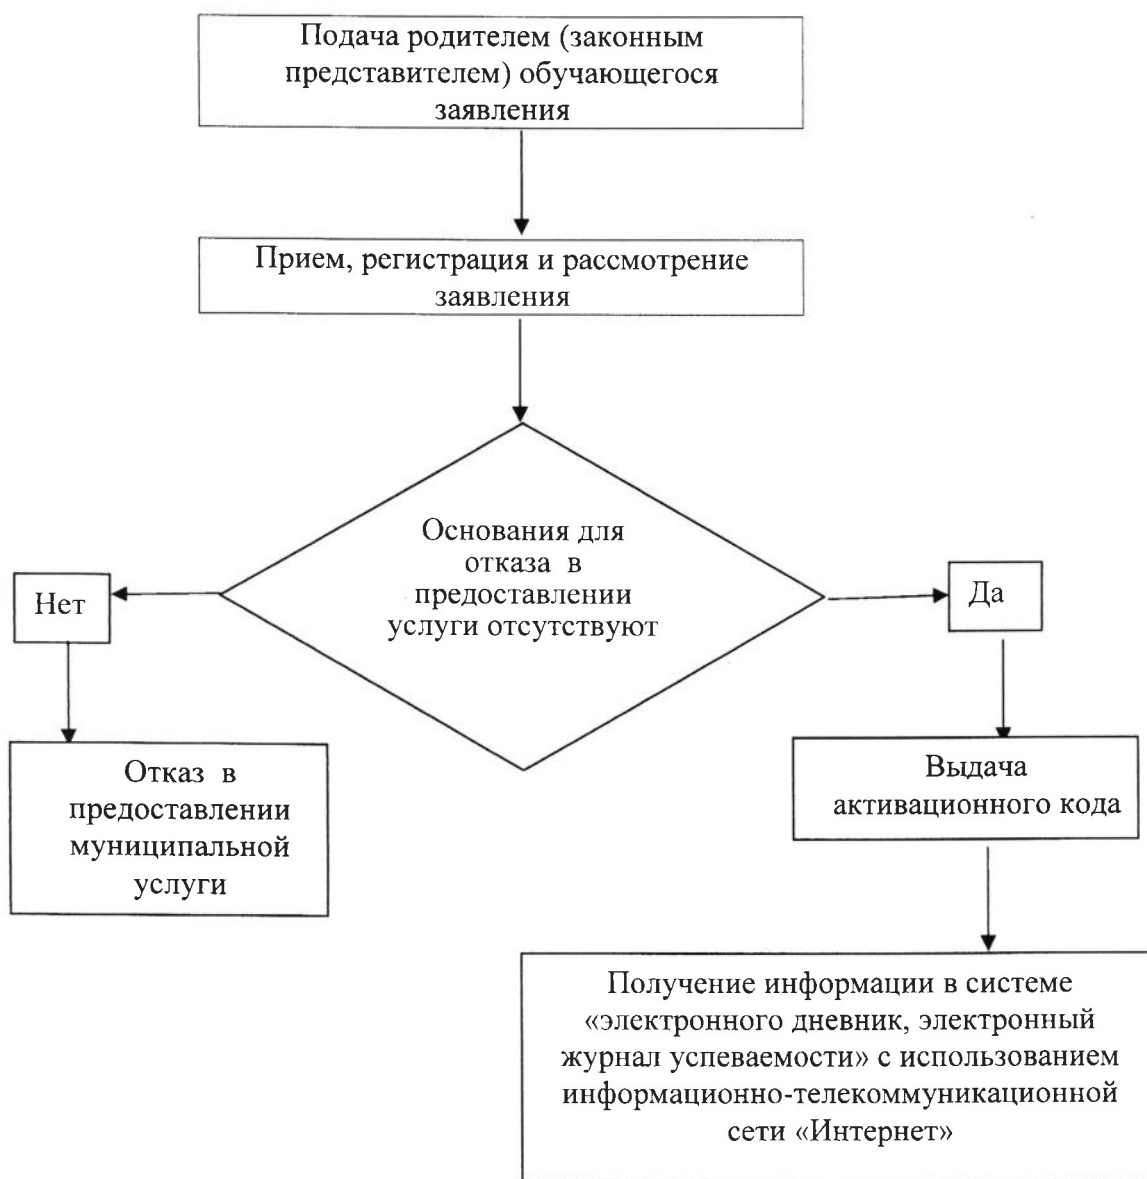 Подача родителем (законным
представителем) обучающегося
заявления
Прием, регистрация и рассмотрение
заявления
Основания для
отказа в
предоставлении
услуги отсутствуют
Нет
Да
Отказ в
предоставлении
муниципальной
услуги
Выдача
активационного кода
Получение информации в системе
«электронного дневник, электронный
журнал успеваемости» с использованием
информационно-телекоммуникационной
сети «Интернет»